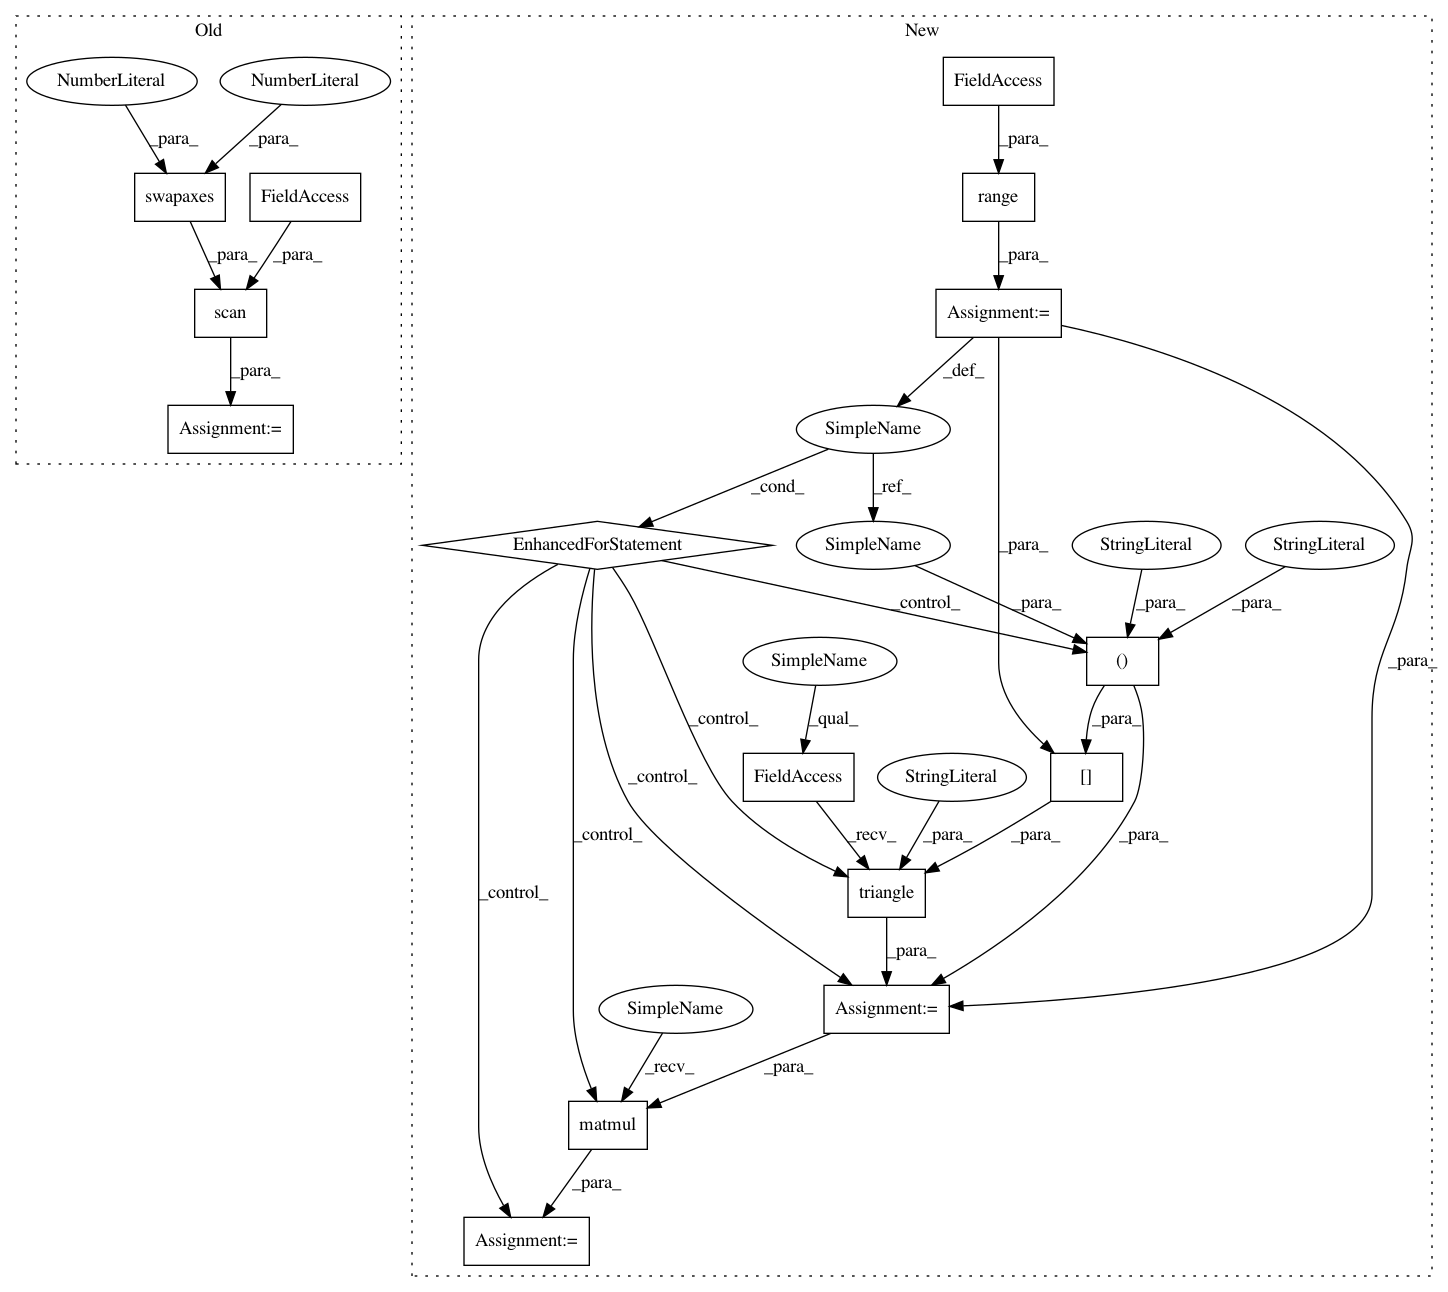 Old
New
NumberLiteral
NumberLiteral
FieldAccess
_para_
_para_
_para_
swapaxes
FieldAccess
range
_para_
_para_
_para_
scan
Assignment:=
_para_
_def_
Assignment:=
SimpleName
_cond_
_ref_
EnhancedForStatement
SimpleName
_para_
StringLiteral
StringLiteral
_control_
_para_
_para_
_para_
SimpleName
()
_para_
_control_
_qual_
_para_
FieldAccess
StringLiteral
[]
_control_
_control_
_recv_
_para_
_para_
_para_
_control_
triangle
_para_
SimpleName
Assignment:=
_recv_
_para_
matmul
_para_
Assignment:=